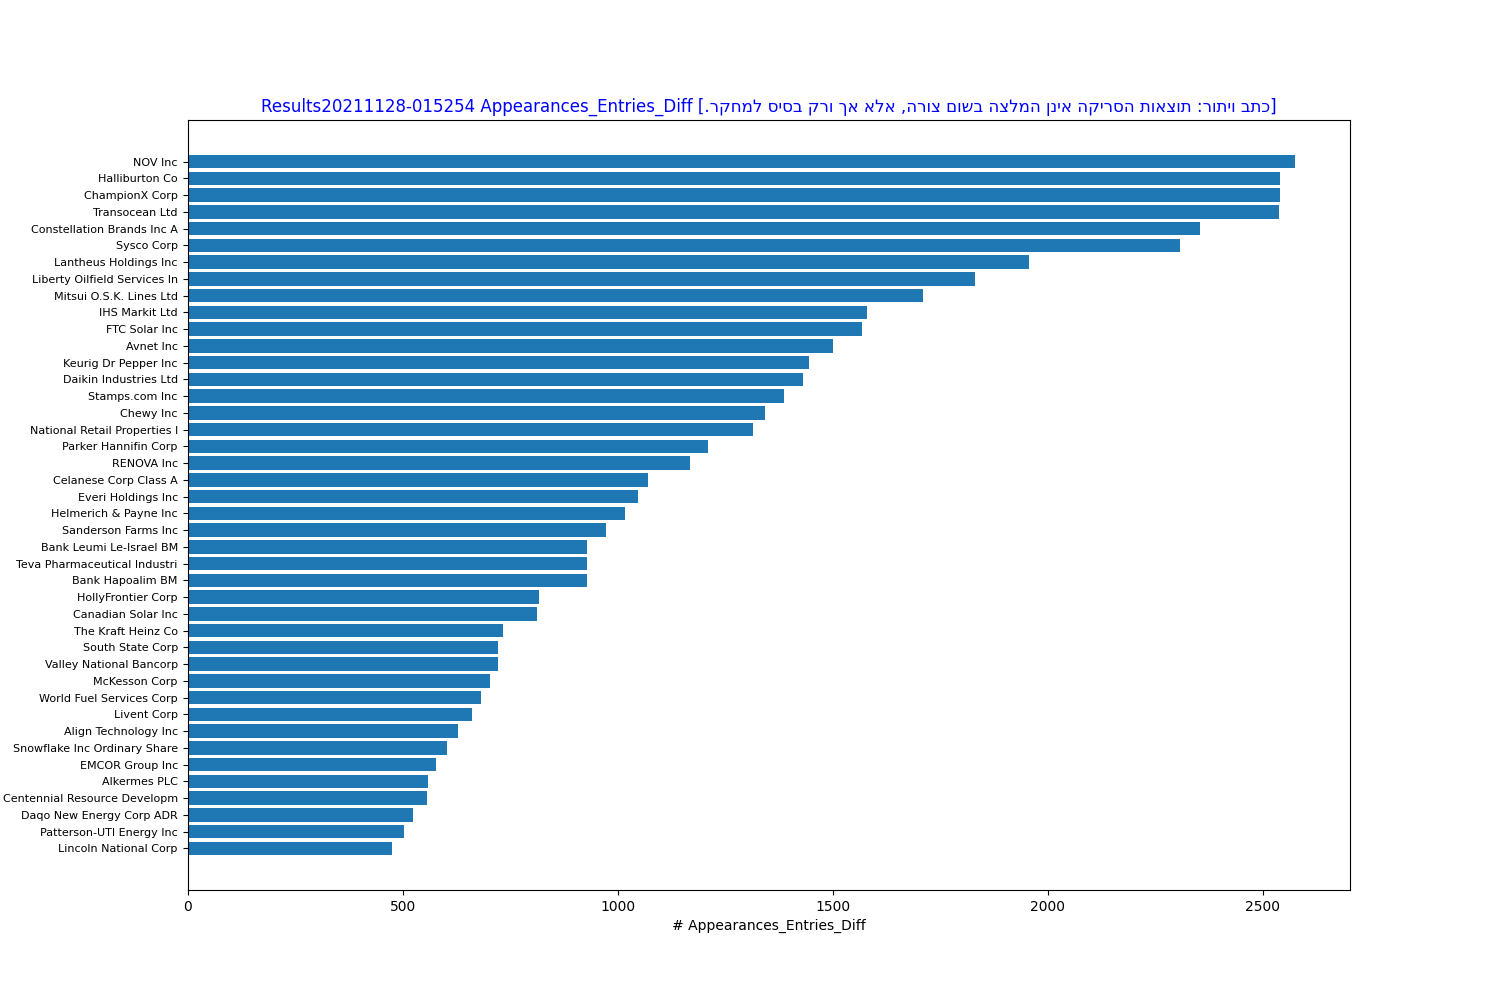 Results20211128-015254 Appearances_Entries_Diff [כתב ויתור: תוצאות הסריקה אינן המלצה בשום צורה, אלא אך ורק בסיס למחקר.]
NOV Inc
Halliburton Co
ChampionX Corp
Transocean Ltd
Constellation Brands Inc A
Sysco Corp
Lantheus Holdings Inc
Liberty Oilfield Services In
Mitsui O.S.K. Lines Ltd
IHS Markit Ltd
FTC Solar Inc
Avnet Inc
Keurig Dr Pepper Inc
Daikin Industries Ltd
Stamps.com Inc
Chewy Inc
National Retail Properties I
Parker Hannifin Corp
RENOVA Inc
Celanese Corp Class A
Everi Holdings Inc
Helmerich & Payne Inc
Sanderson Farms Inc
Bank Leumi Le-Israel BM
Teva Pharmaceutical Industri
Bank Hapoalim BM
HollyFrontier Corp
Canadian Solar Inc
The Kraft Heinz Co
South State Corp
Valley National Bancorp
McKesson Corp
World Fuel Services Corp
Livent Corp
Align Technology Inc
Snowflake Inc Ordinary Share
EMCOR Group Inc
Alkermes PLC
Centennial Resource Developm
Daqo New Energy Corp ADR
Patterson-UTI Energy Inc
Lincoln National Corp
0 500 1000 1500 2000 2500
# Appearances_Entries_Diff